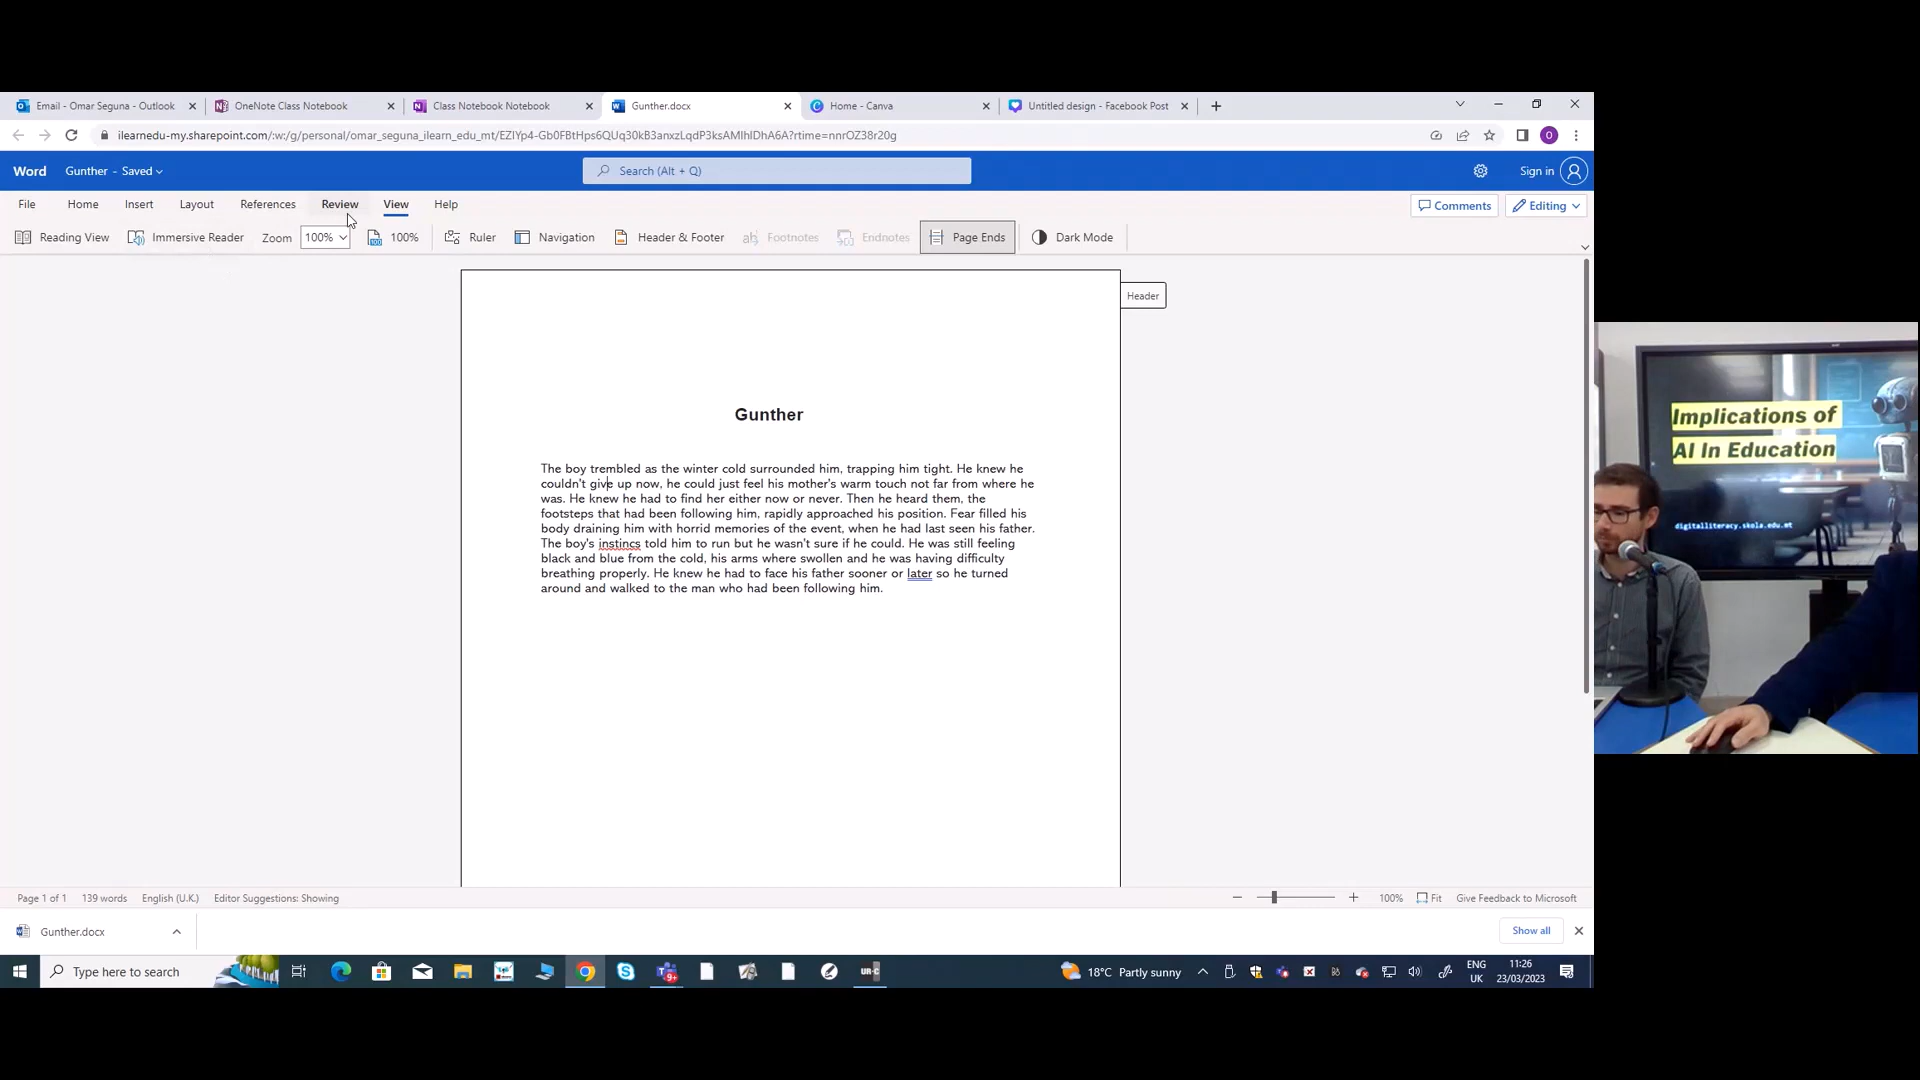 Email - Omar Seguna - Outlook
OneNote Class Notebook
Class Notebook Notebook
Gunther.docx
Home - Canva
Untitled design - Facebook Post
ilearnedu-my.sharepoint.com/:w:/g/personal/omar_seguna_ilearn_edu_mt/EZIYp4-Gb0FBtHps6QUq30kB3anxzLqdP3ksAMIhIDhA6A?rtime=nnrOZ38r20g
Word
Gunther - Saved
Search (Alt + Q)
Sign in
File
Home
Insert
Layout
References
Review
View
Help
Comments
Editing
Reading View
Immersive Reader
Zoom
100%
100%
Ruler
Navigation
Header & Footer
Footnotes
Endnotes
Page Ends
Dark Mode
Header
Gunther
The boy trembled as the winter cold surrounded him, trapping him tight. He knew he
couldn't give up now, he could just feel his mother's warm touch not far from where he
was. He knew he had to find her either now or never. Then he heard them, the
footsteps that had been following him, rapidly approached his position. Fear filled his
body draining him with horrid memories of the event, when he had last seen his father.
The boy's instincs told him to run but he wasn't sure if he could. He was still feeling
black and blue from the cold, his arms where swollen and he was having difficulty
breathing properly. He knew he had to face his father sooner or later so he turned
around and walked to the man who had been following him.
Implications of
AI In Education
digitalliteracy.skola.edu.mt
Page 1 of 1
139 words
English (U.K.)
Editor Suggestions: Showing
100%
Fit
Give Feedback to Microsoft
Gunther.docx
Show all
Type here to search
9+
UR-C
18°C Partly sunny
ENG
UK
11:26
23/03/2023